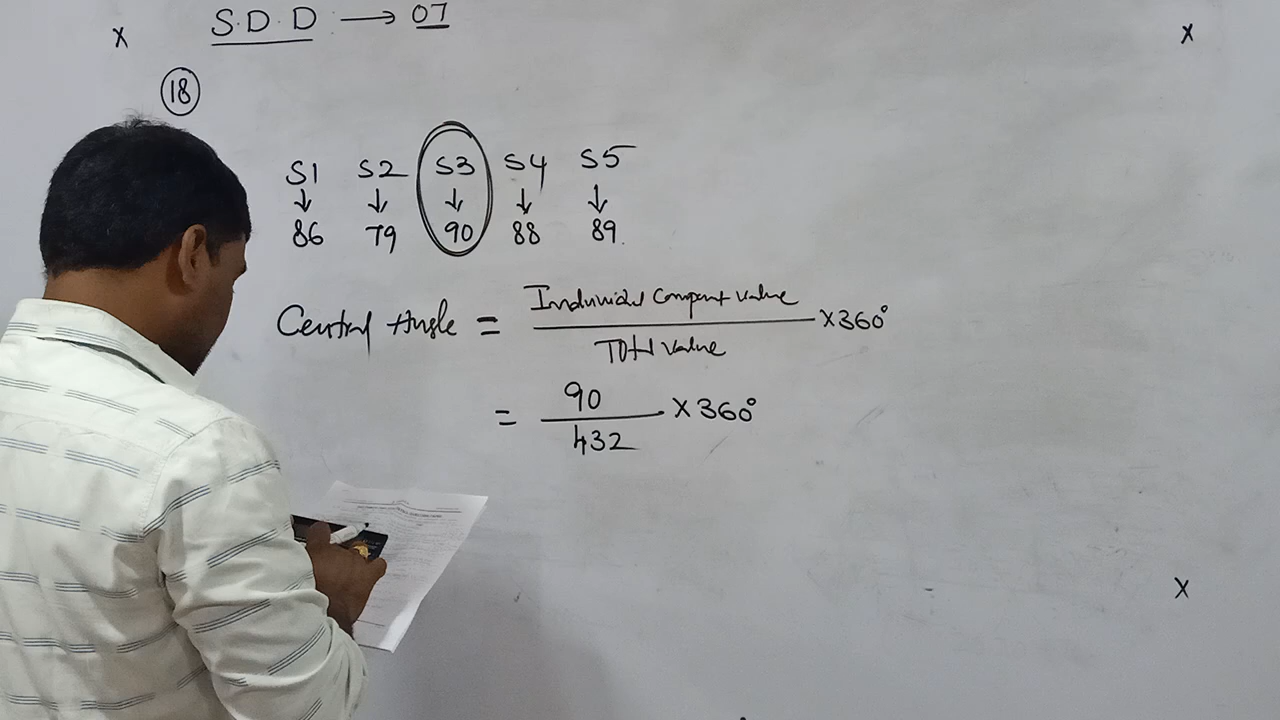 S.D.D → 07
x
x
18
S1 S2 S3 S4 S5
↓ ↓ ↓ ↓ ↓
86 79 90 88 89.
Central Angle = Individual Component value / Total value × 360°
= 90 / 432 × 360°
x